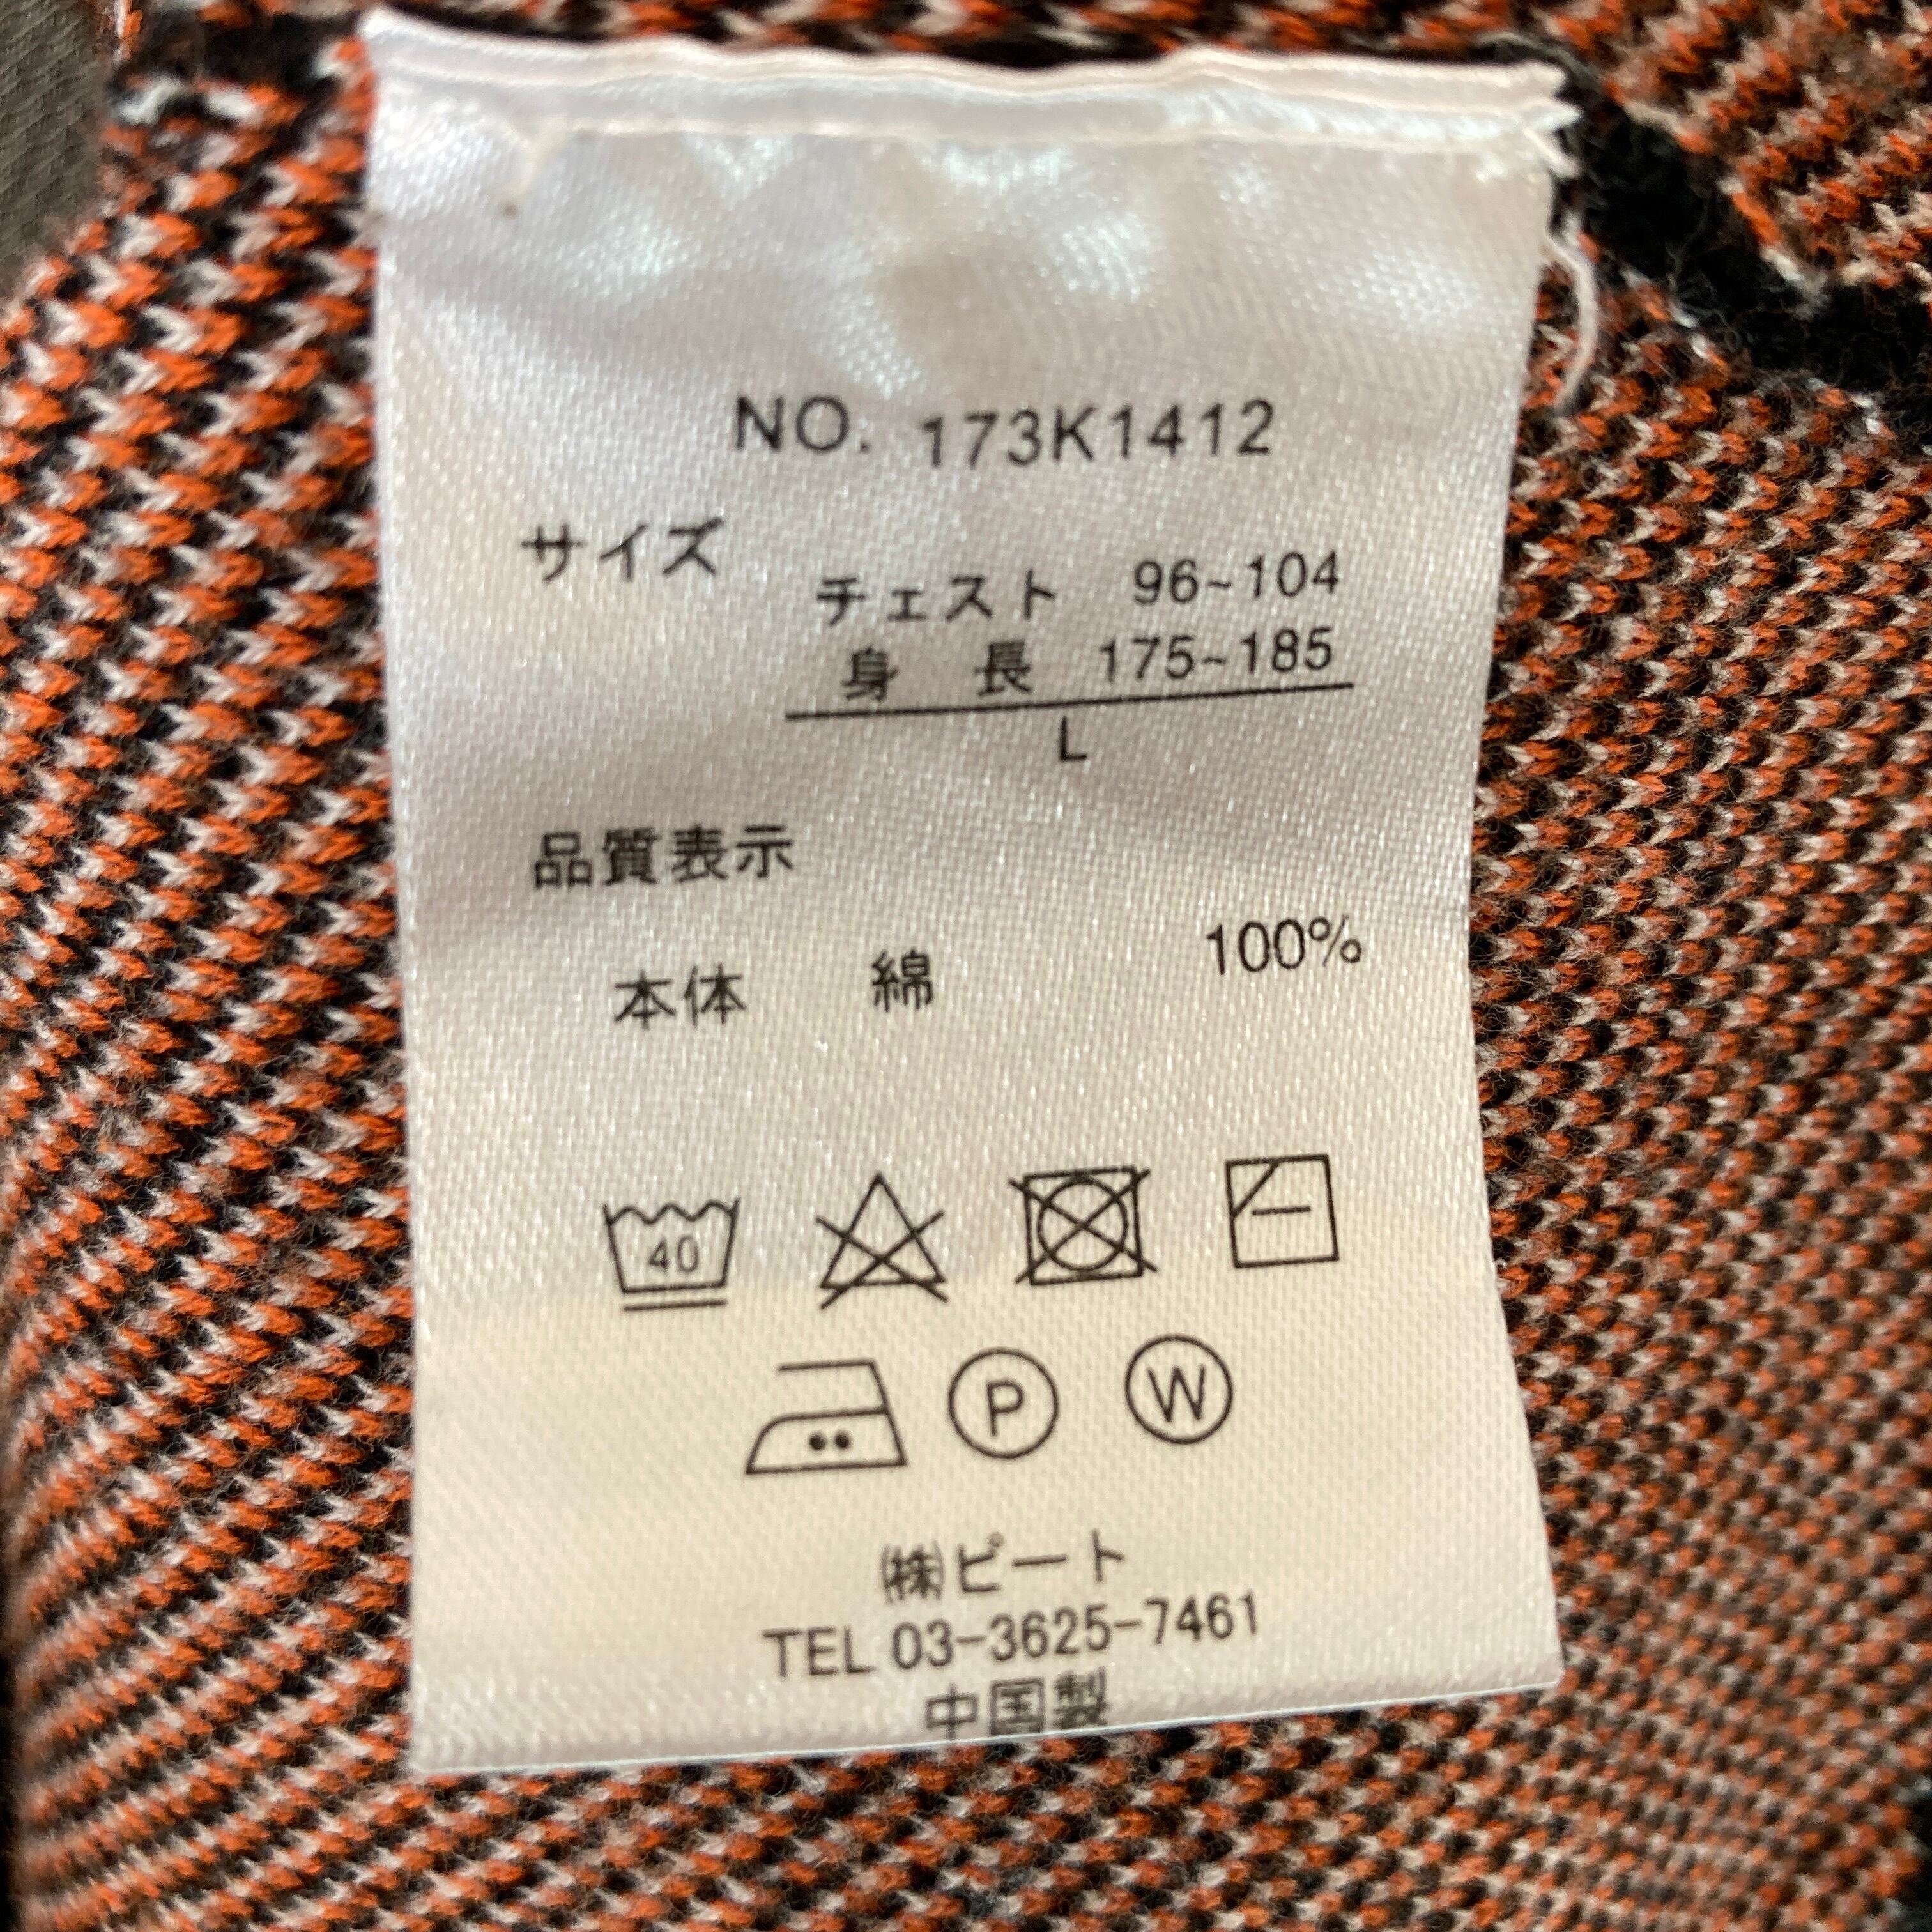 NO. 173K1412
サイズ
チェスト 96~104
身 長 175~185
L
品質表示
本体 綿 100%
40
P W
㈱ピート
TEL 03-3625-7461
中国製